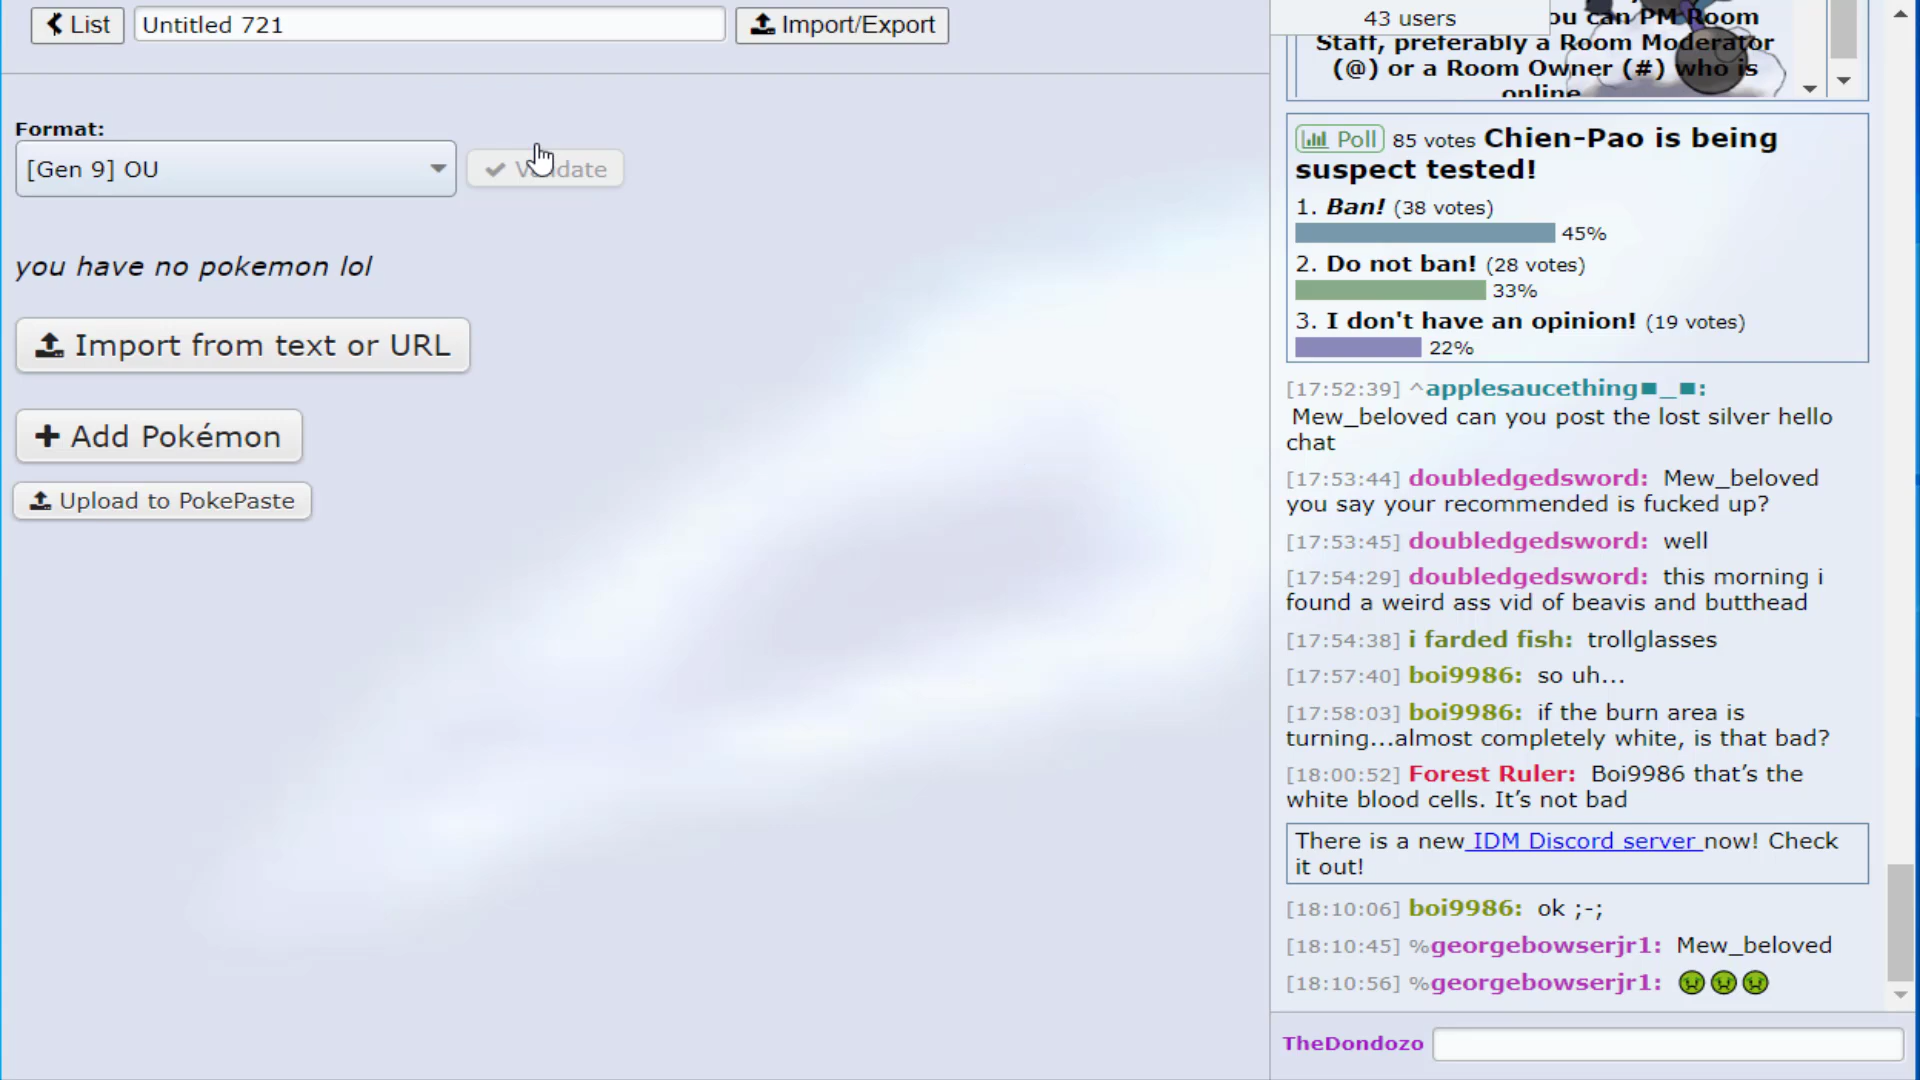 List
Untitled 721
Import/Export
Format:
[Gen 9] OU
Validate
you have no pokemon lol
Import from text or URL
Add Pokémon
Upload to PokePaste
43 users
ou can PM Room
Staff, preferably a Room Moderator
(@) or a Room Owner (#) who is
online
Poll 85 votes Chien-Pao is being
suspect tested!
1. Ban! (38 votes)
45%
2. Do not ban! (28 votes)
33%
3. I don't have an opinion! (19 votes)
22%
[17:52:39] ^applesaucething■_■:
Mew_beloved can you post the lost silver hello
chat
[17:53:44] doubledgedsword: Mew_beloved
you say your recommended is fucked up?
[17:53:45] doubledgedsword: well
[17:54:29] doubledgedsword: this morning i
found a weird ass vid of beavis and butthead
[17:54:38] i farded fish: trollglasses
[17:57:40] boi9986: so uh...
[17:58:03] boi9986: if the burn area is
turning...almost completely white, is that bad?
[18:00:52] Forest Ruler: Boi9986 that’s the
white blood cells. It’s not bad
There is a new IDM Discord server now! Check
it out!
[18:10:06] boi9986: ok ;-;
[18:10:45] %georgebowserjr1: Mew_beloved
[18:10:56] %georgebowserjr1: 🤢🤢🤢
TheDondozo